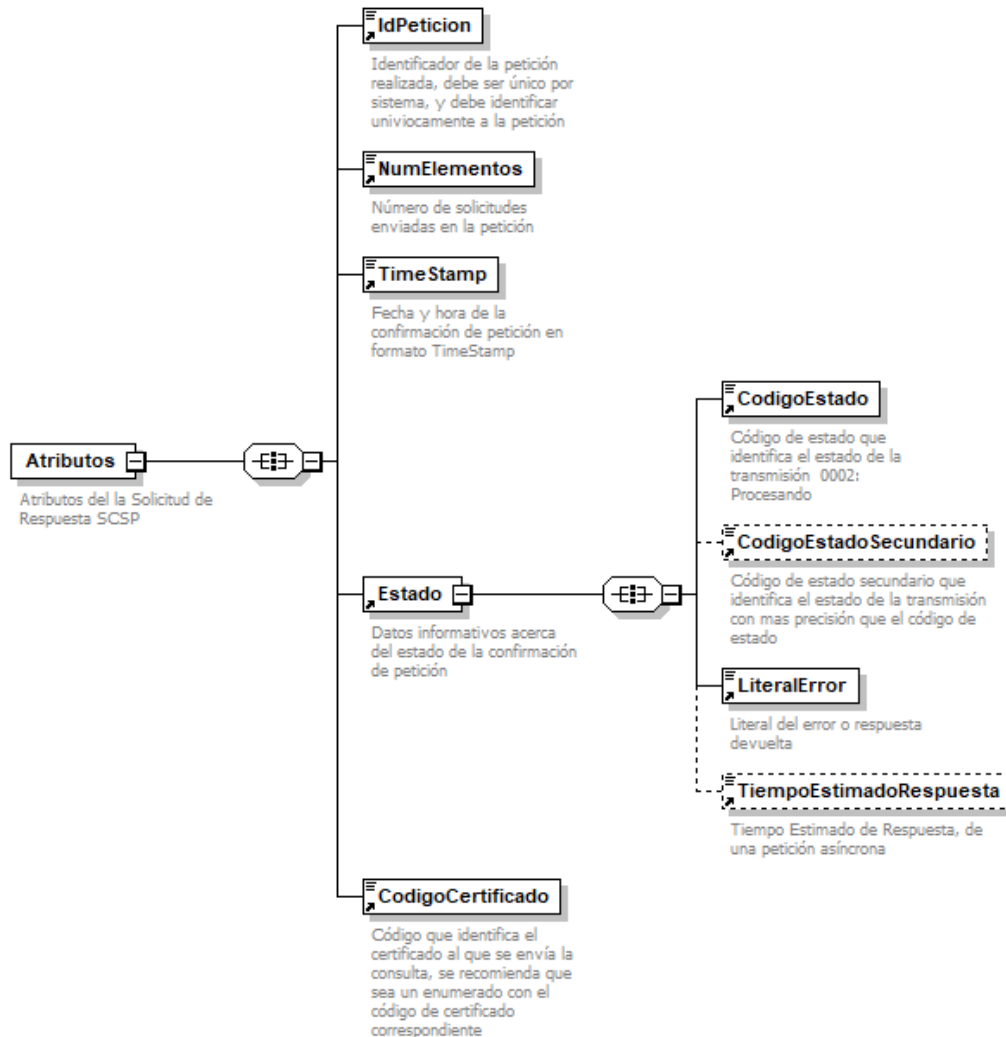 IdPeticion
Identificador de la petición
realizada, debe ser único por
sistema, y debe identificar
univiocamente a la petición
NumElementos
Número de solicitudes
enviadas en la petición
TimeStamp
Fecha y hora de la
confirmación de petición en
formato TimeStamp
Atributos
Atributos del la Solicitud de
Respuesta SCSP
Estado
Datos informativos acerca
del estado de la confirmación
de petición
CodigoEstado
Código de estado que
identifica el estado de la
transmisión 0002:
Procesando
CodigoEstadoSecundario
Código de estado secundario que
identifica el estado de la transmisión
con mas precisión que el código de
estado
LiteralError
Literal del error o respuesta
devuelta
TiempoEstimadoRespuesta
Tiempo Estimado de Respuesta, de
una petición asíncrona
CodigoCertificado
Código que identifica el
certificado al que se envía la
consulta, se recomienda que
sea un enumerado con el
código de certificado
correspondiente